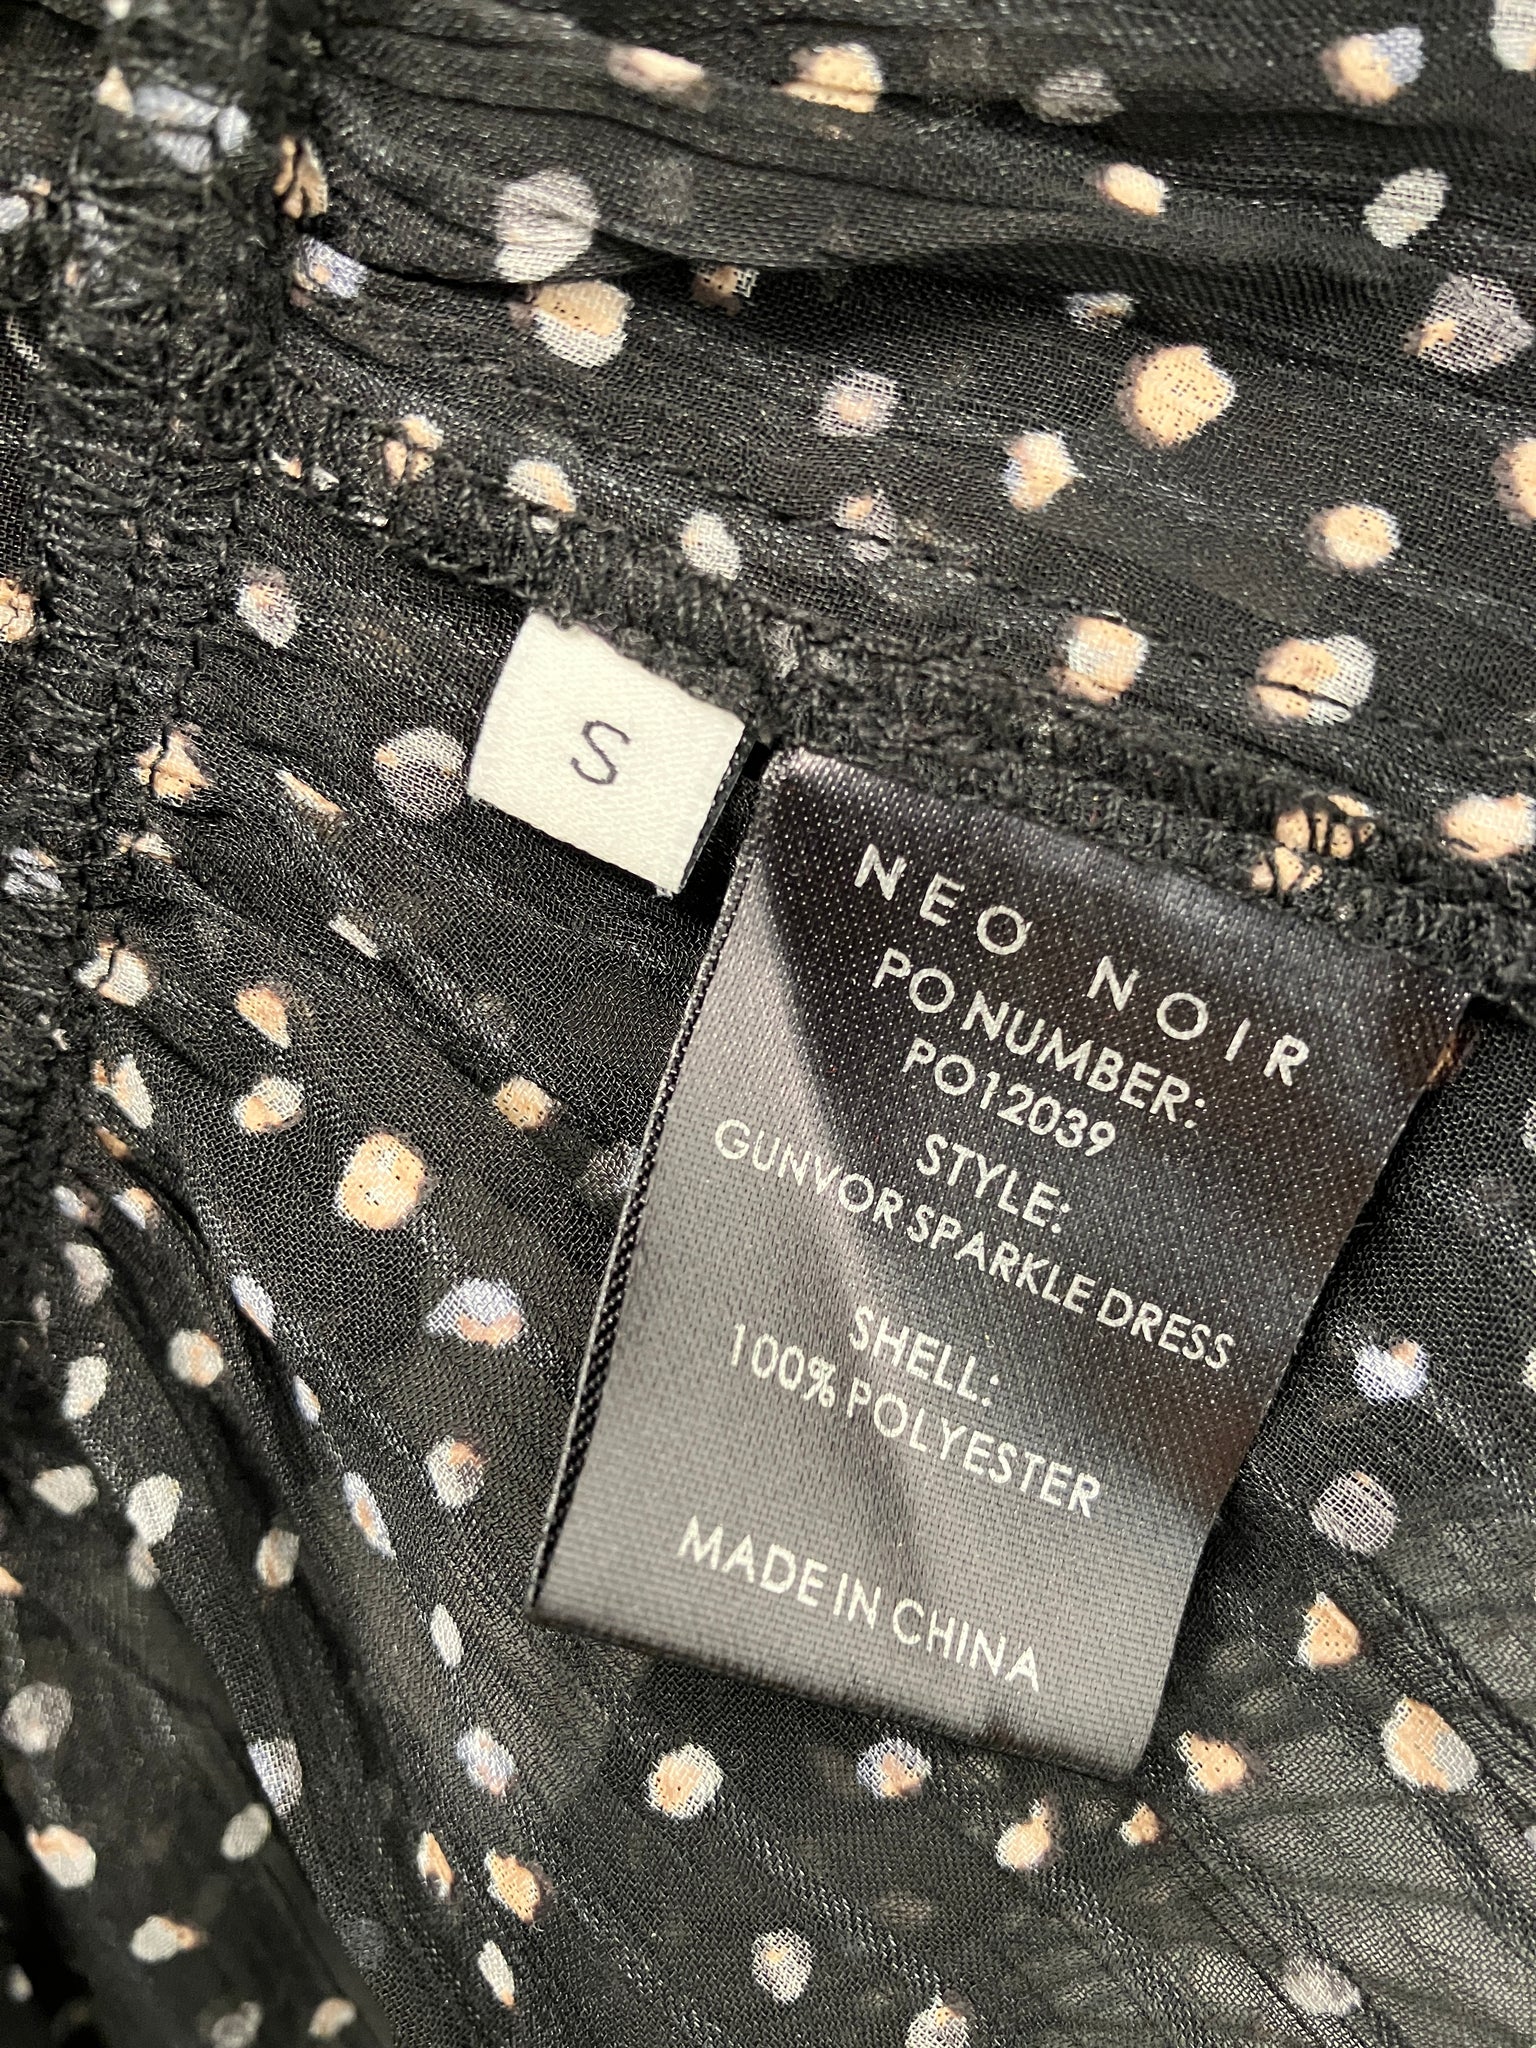 S
NEO NOIR
PO NUMBER:
PO12039
STYLE:
GUNVOR SPARKLE DRESS
SHELL:
100% POLYESTER
MADE IN CHINA